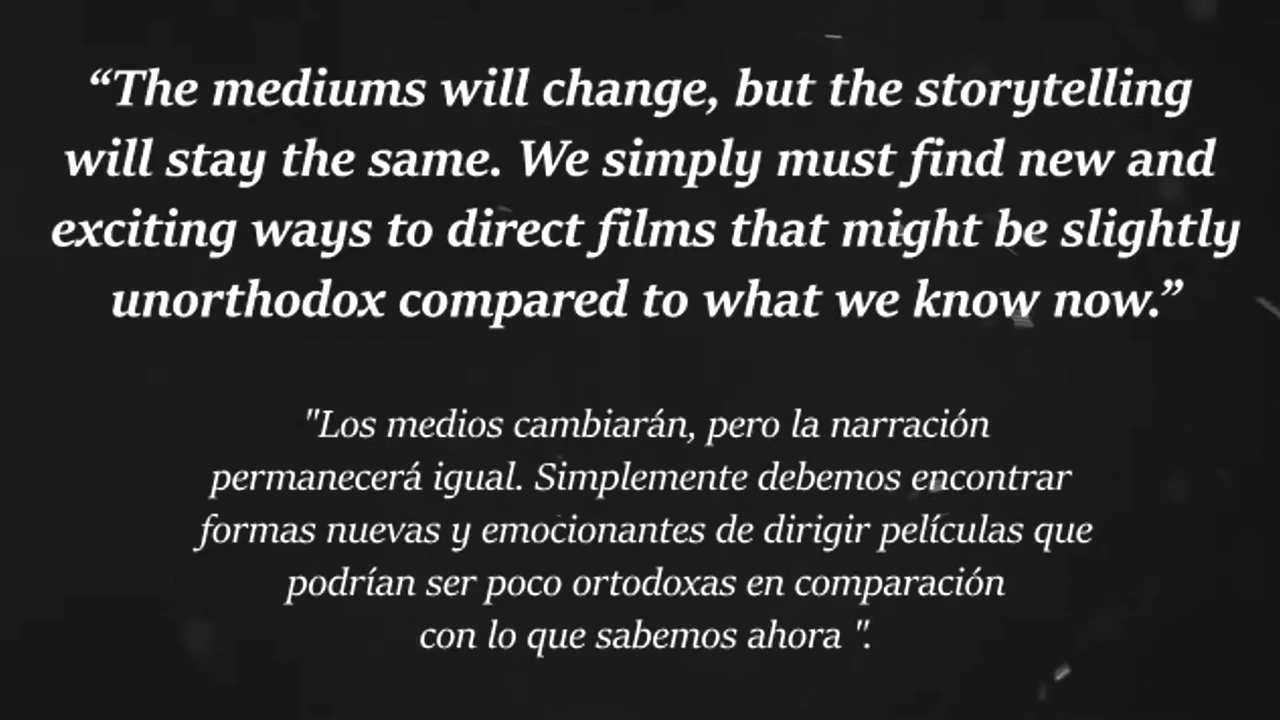 “The mediums will change, but the storytelling
will stay the same. We simply must find new and
exciting ways to direct films that might be slightly
unorthodox compared to what we know now.”
"Los medios cambiarán, pero la narración
permanecerá igual. Simplemente debemos encontrar
formas nuevas y emocionantes de dirigir películas que
podrían ser poco ortodoxas en comparación
con lo que sabemos ahora ".